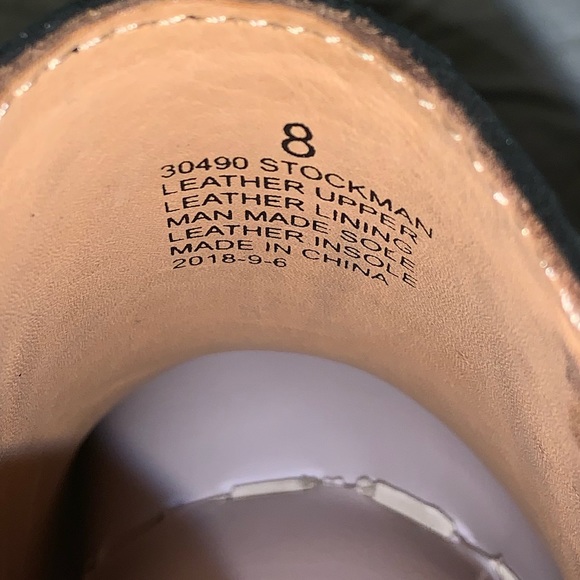 8
30490 STOCKMAN
LEATHER UPPER
LEATHER LINING
MAN MADE SOLE
LEATHER INSOLE
MADE IN CHINA
2018-9-6